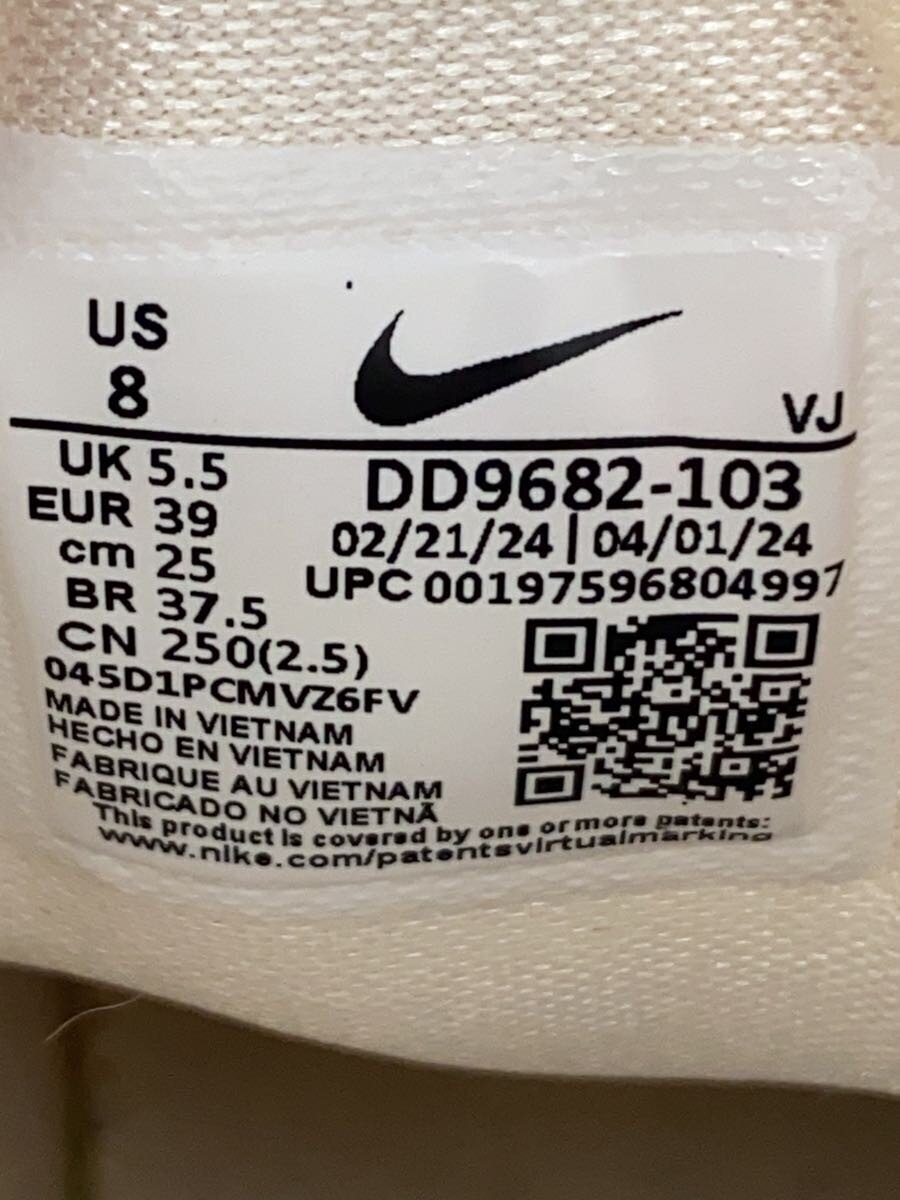 US
8
VJ
UK 5.5
EUR 39
cm 25
BR 37.5
CN 250(2.5)
DD9682-103
02/21/24 | 04/01/24
UPC 00197596804997
045D1PCMVZ6FV
MADE IN VIETNAM
HECHO EN VIETNAM
FABRIQUE AU VIETNAM
FABRICADO NO VIETNÃ
This product is covered by one or more patents:
www.nike.com/patentsvirtualmarking